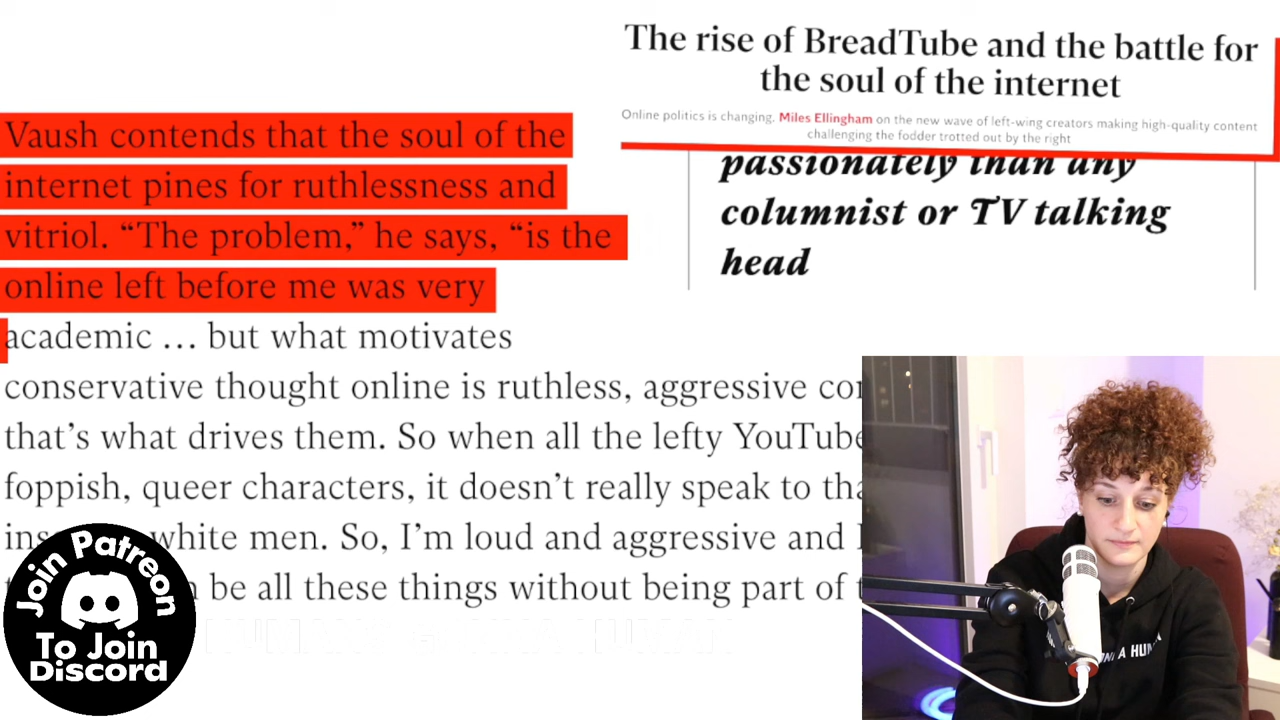 The rise of BreadTube and the battle for
the soul of the internet
Online politics is changing. Miles Ellingham on the new wave of left-wing creators making high-quality content
challenging the fodder trotted out by the right
passionately than any
columnist or TV talking
head
Vaush contends that the soul of the
internet pines for ruthlessness and
vitriol. “The problem,” he says, “is the
online left before me was very
academic … but what motivates
conservative thought online is ruthless, aggressive
that’s what drives them. So when all the lefty
foppish, queer characters, it doesn’t really speak to
white men. So, I’m loud and aggressive and
be all these things without being part of
Join Patreon
To Join
Discord